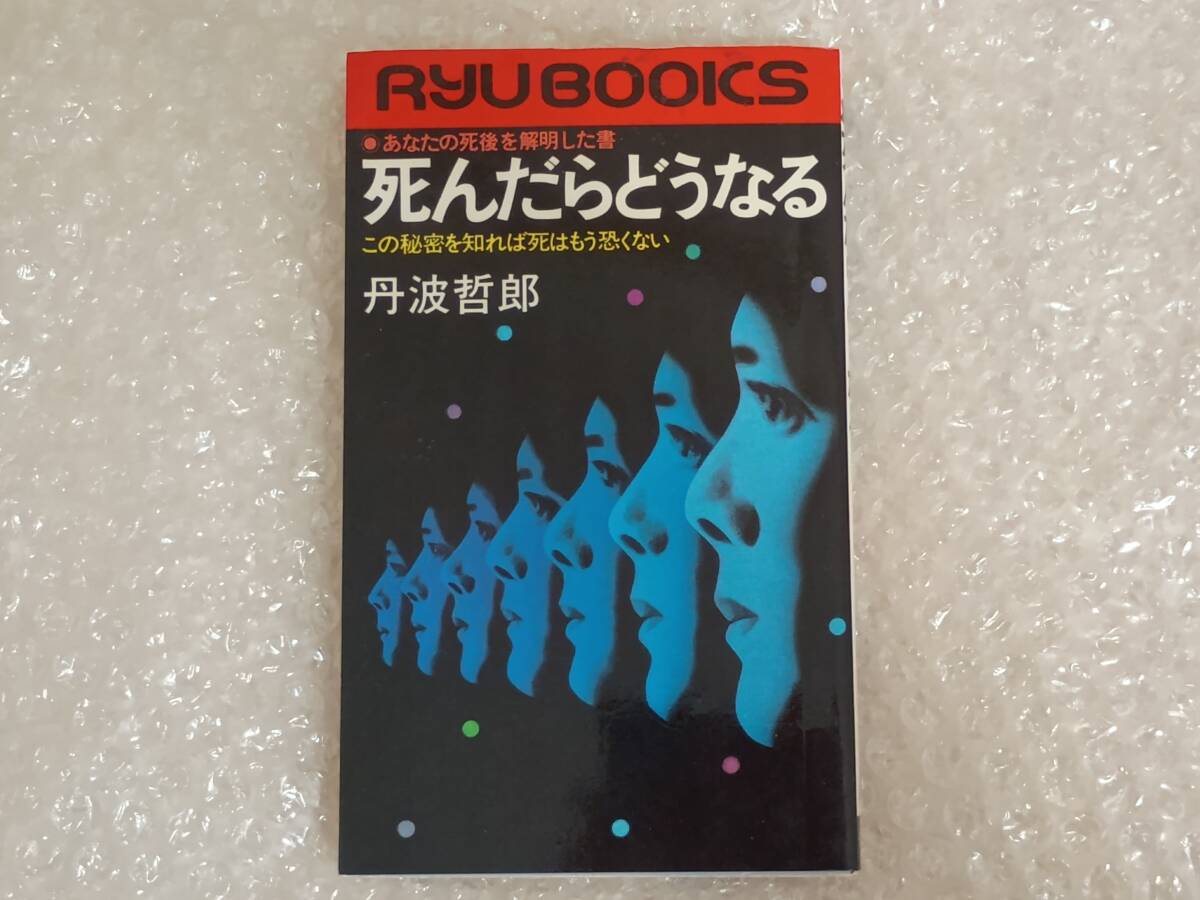 RYU BOOKS
◉あなたの死後を解明した書
死んだらどうなる
この秘密を知れば死はもう恐くない
丹波哲郎